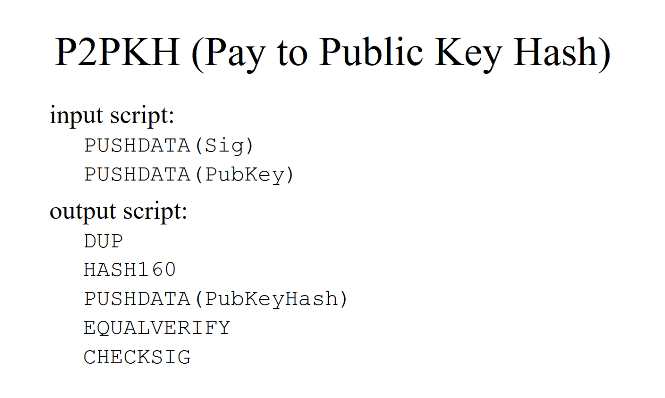 P2PKH (Pay to Public Key Hash)
input script:
PUSHDATA(Sig)
PUSHDATA(PubKey)
output script:
DUP
HASH160
PUSHDATA(PubKeyHash)
EQUALVERIFY
CHECKSIG